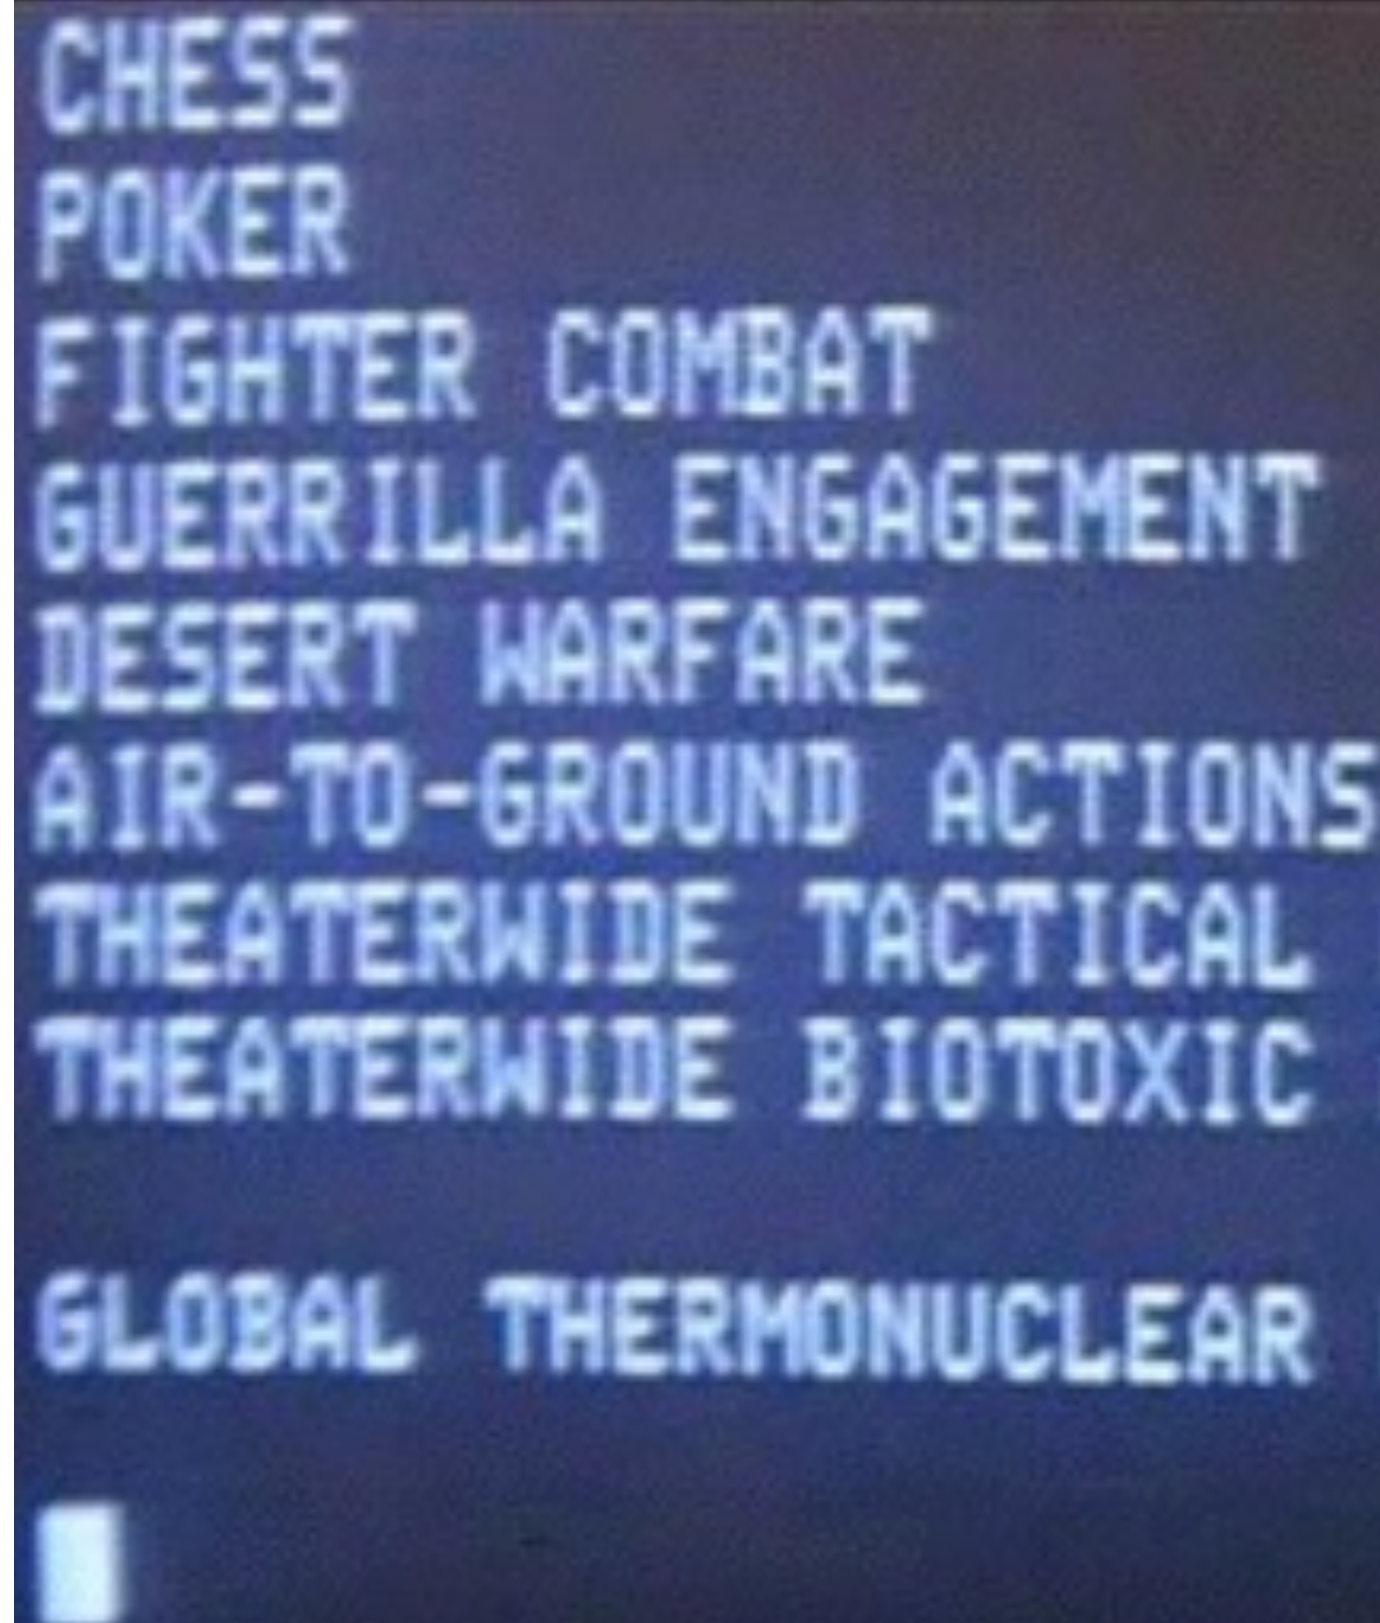 CHESS
POKER
FIGHTER COMBAT
GUERRILLA ENGAGEMENT
DESERT WARFARE
AIR-TO-GROUND ACTIONS
THEATERWIDE TACTICAL
THEATERWIDE BIOTOXIC
GLOBAL THERMONUCLEAR